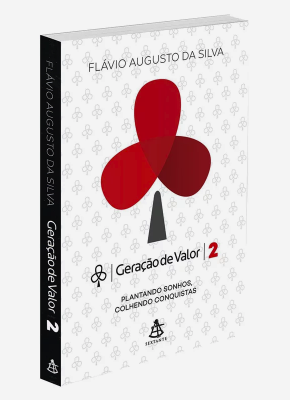 FLÁVIO AUGUSTO DA SILVA
Geração de Valor 2
PLANTANDO SONHOS,
COLHENDO CONQUISTAS
SEXTANTE
FLÁVIO AUGUSTO DA SILVA
Geração de Valor 2